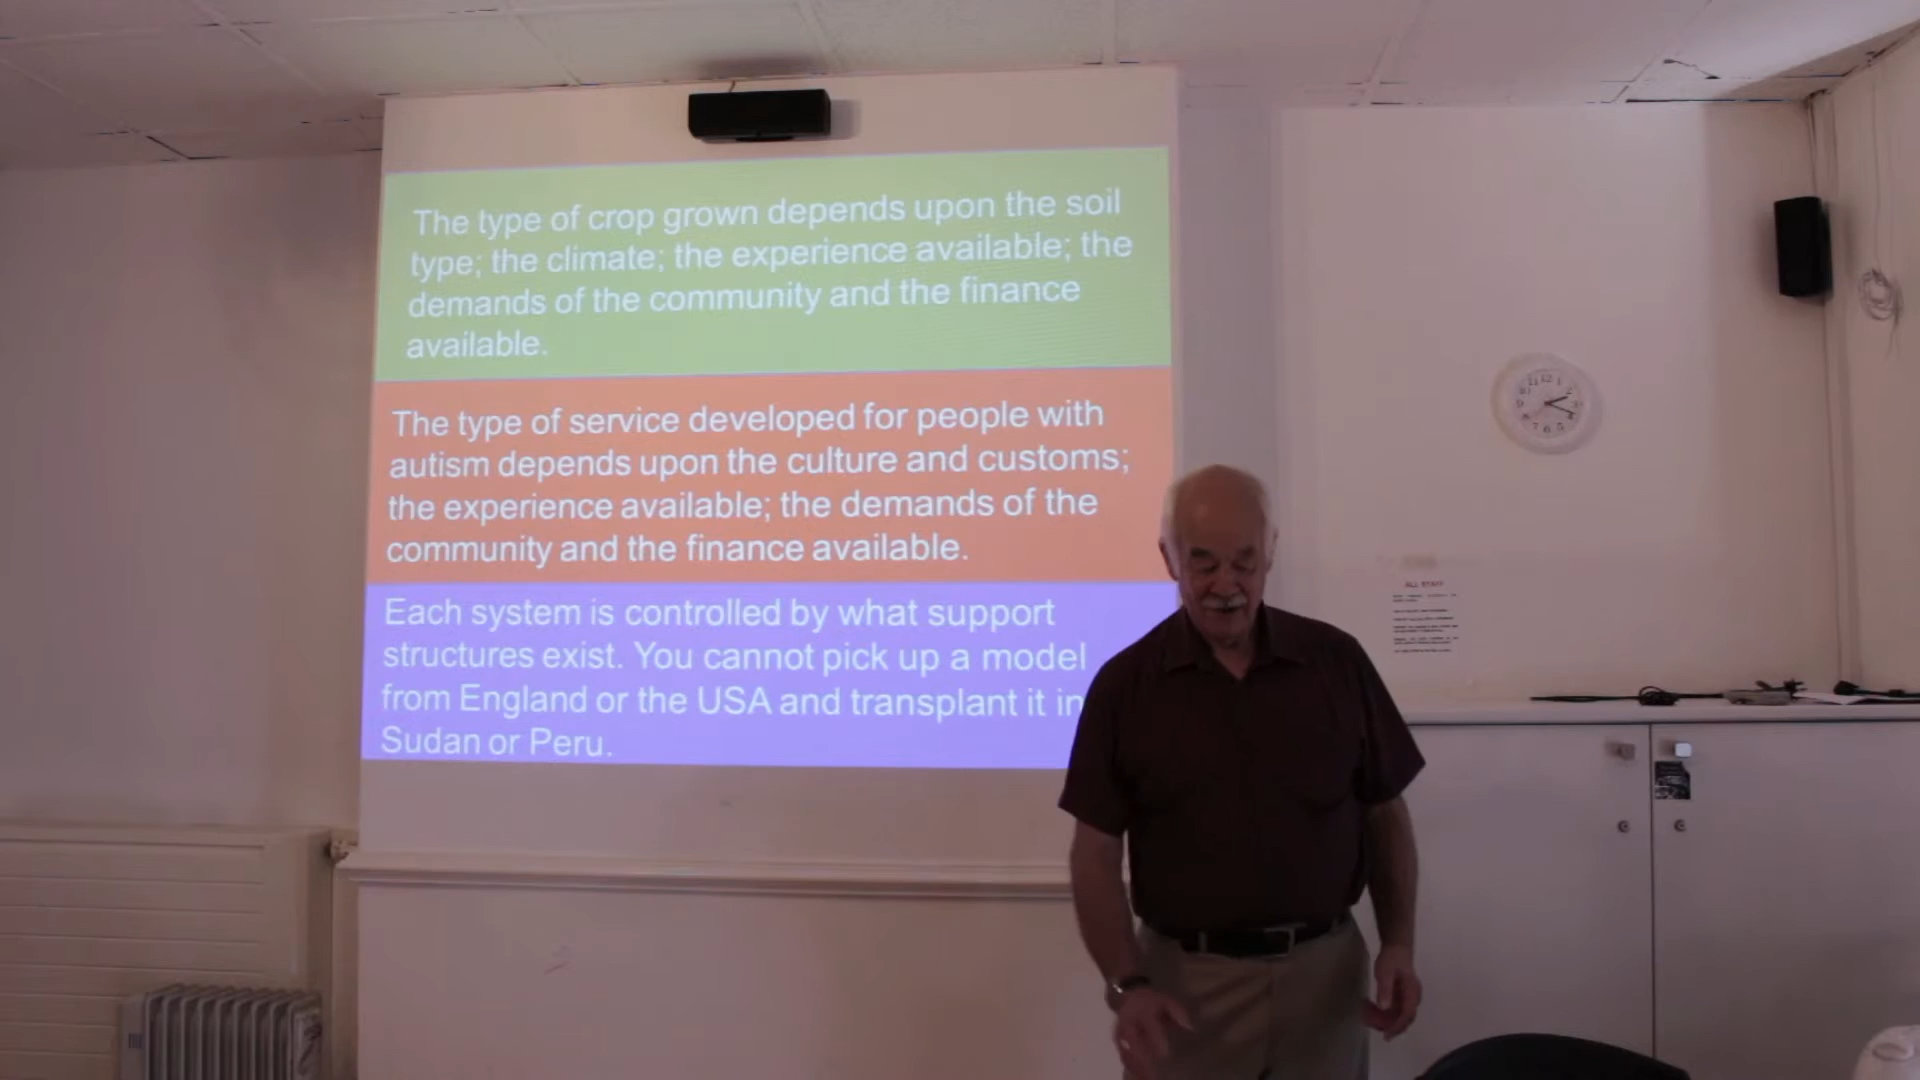 The type of crop grown depends upon the soil
type; the climate; the experience available; the
demands of the community and the finance
available.
The type of service developed for people with
autism depends upon the culture and customs;
the experience available; the demands of the
community and the finance available.
Each system is controlled by what support
structures exist. You cannot pick up a model
from England or the USA and transplant it in
Sudan or Peru.
ALL STAFF